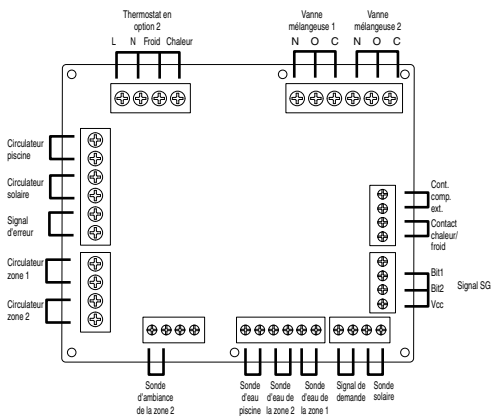 Thermostat en
option 2
L N Froid Chaleur
Vanne
mélangeuse 1
N O C
Vanne
mélangeuse 2
N O C
Circulateur
piscine
Circulateur
solaire
Signal
d'erreur
Circulateur
zone 1
Circulateur
zone 2
Cont.
comp.
ext.
Contact
chaleur/
froid
Bit1
Bit2
Vcc
Signal SG
Sonde
d'ambiance
de la zone 2
Sonde
d'eau
piscine
Sonde
d'eau de
la zone 2
Sonde
d'eau de
la zone 1
Signal de
demande
Sonde
solaire